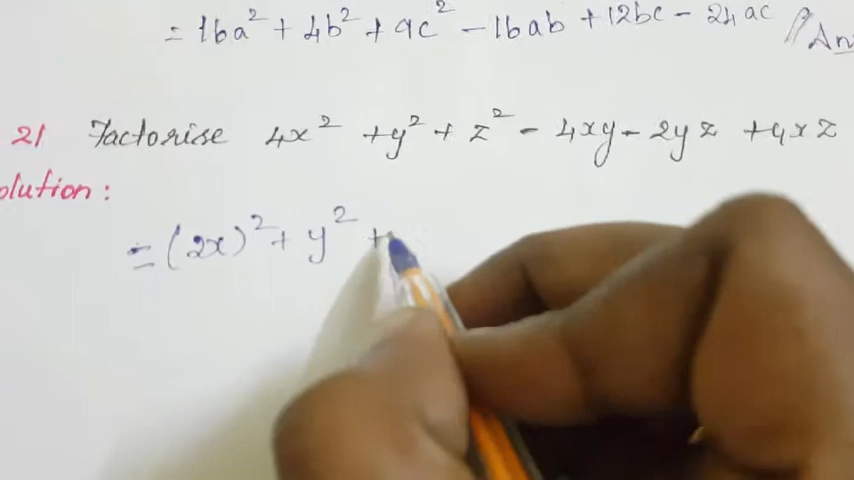 = 16a² + 4b² + 9c² - 16ab + 12bc - 24ac //
21 Factorise 4x² + y² + z² - 4xy - 2yz + 4xz
olution :
= (2x)² + y² +